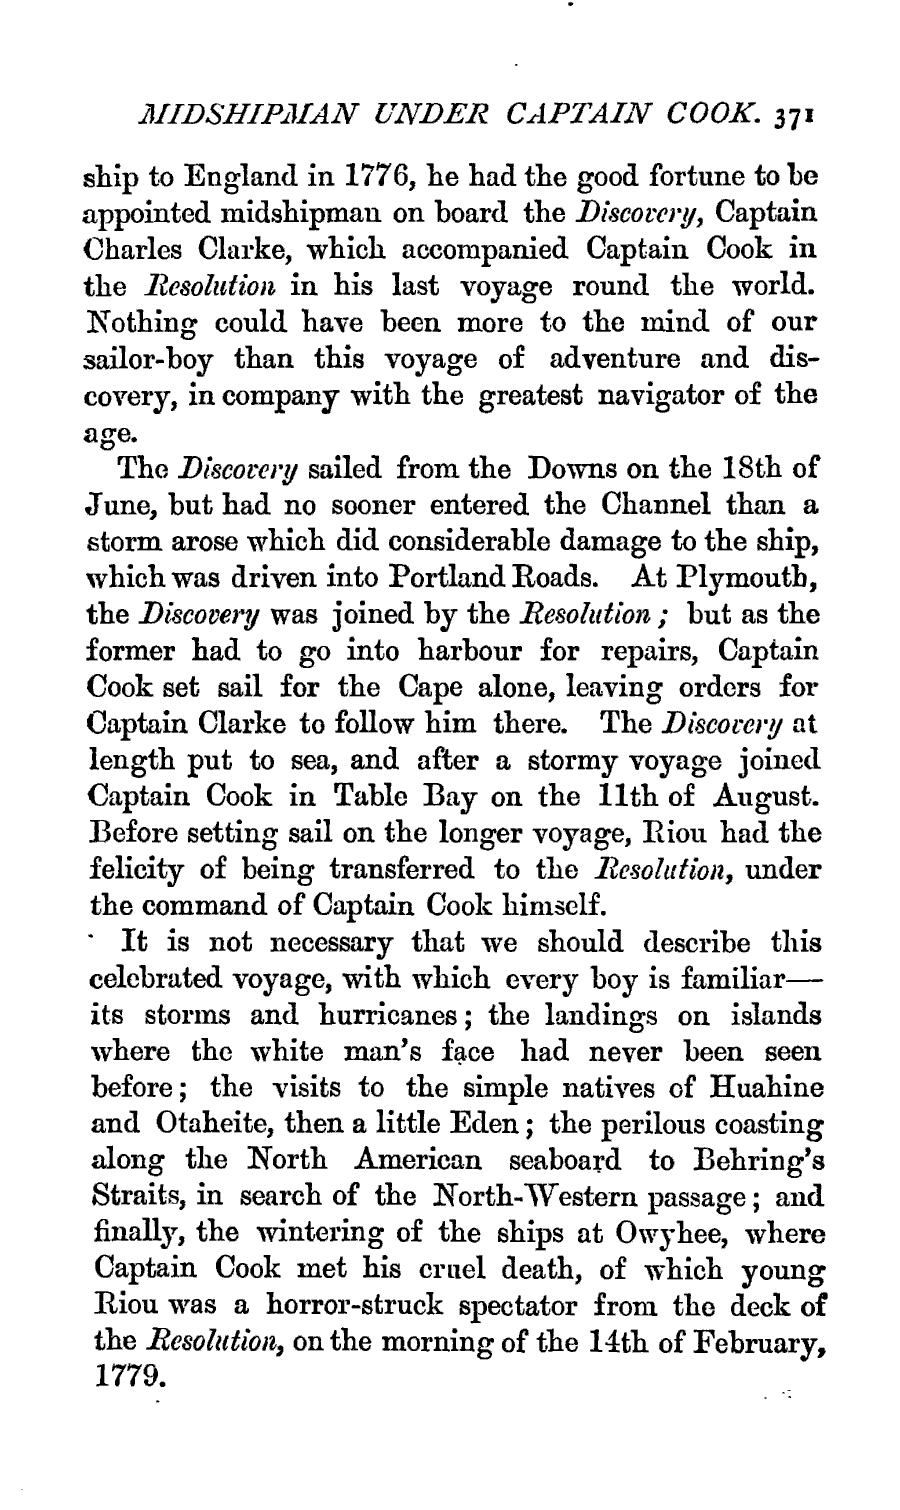 MIDSHIPMAN UNDER CAPTAIN COOK. 371
ship to England in 1776, he had the good fortune to be
appointed midshipman on board the Discovery, Captain
Charles Clarke, which accompanied Captain Cook in
the Resolution in his last voyage round the world.
Nothing could have been more to the mind of our
sailor-boy than this voyage of adventure and dis-
covery, in company with the greatest navigator of the
age.
The Discovery sailed from the Downs on the 18th of
June, but had no sooner entered the Channel than a
storm arose which did considerable damage to the ship,
which was driven into Portland Roads. At Plymouth,
the Discovery was joined by the Resolution; but as the
former had to go into harbour for repairs, Captain
Cook set sail for the Cape alone, leaving orders for
Captain Clarke to follow him there. The Discovery at
length put to sea, and after a stormy voyage joined
Captain Cook in Table Bay on the 11th of August.
Before setting sail on the longer voyage, Riou had the
felicity of being transferred to the Resolution, under
the command of Captain Cook himself.
It is not necessary that we should describe this
celebrated voyage, with which every boy is familiar—
its storms and hurricanes; the landings on islands
where the white man's face had never been seen
before; the visits to the simple natives of Huahine
and Otaheite, then a little Eden; the perilous coasting
along the North American seaboard to Behring's
Straits, in search of the North-Western passage; and
finally, the wintering of the ships at Owyhee, where
Captain Cook met his cruel death, of which young
Riou was a horror-struck spectator from the deck of
the Resolution, on the morning of the 14th of February,
1779.